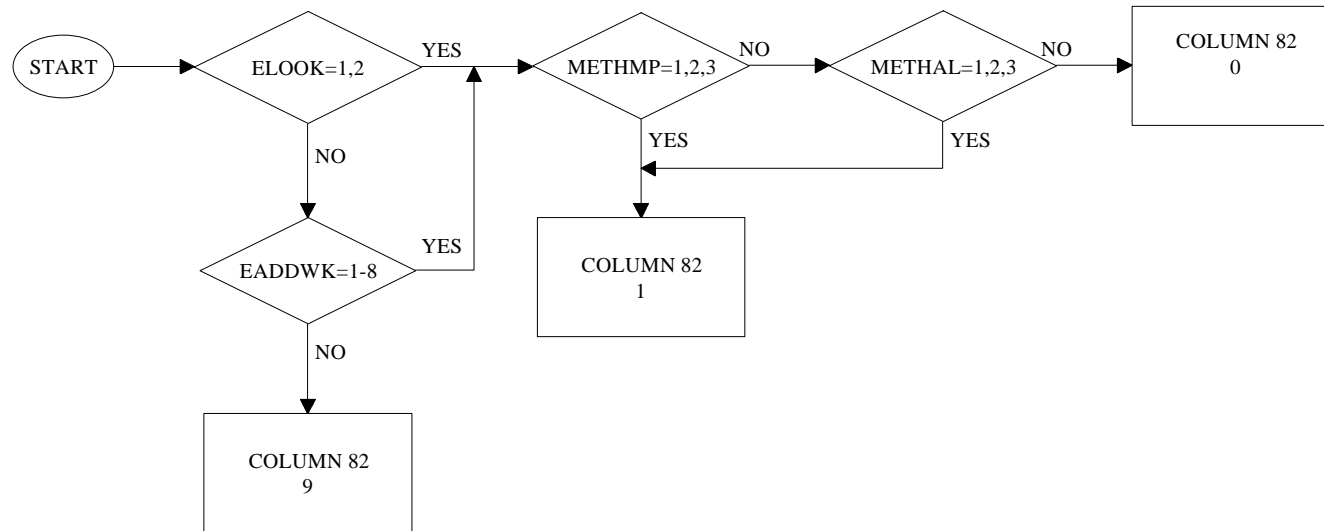 START
ELOOK=1,2
YES
METHMP=1,2,3
NO
METHAL=1,2,3
NO
COLUMN 82
0
NO
YES
YES
EADDWK=1-8
YES
COLUMN 82
1
NO
COLUMN 82
9